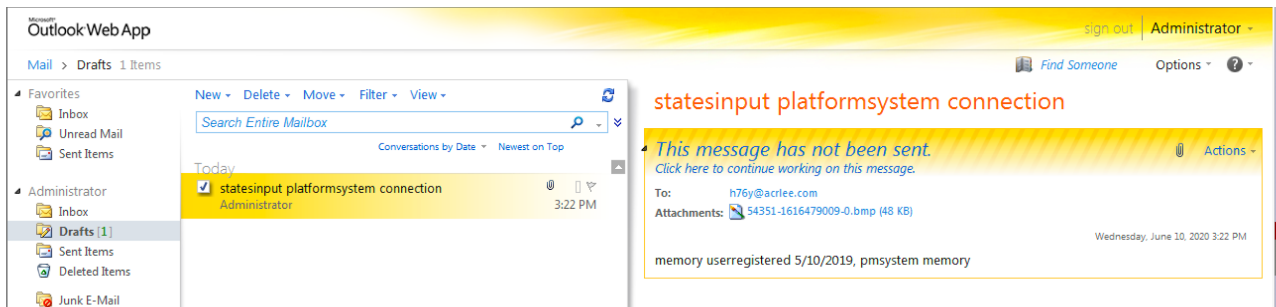 Microsoft®
Outlook Web App
sign out Administrator
Mail > Drafts 1 Items
Find Someone Options ?
Favorites
Inbox
Unread Mail
Sent Items
Administrator
Inbox
Drafts [1]
Sent Items
Deleted Items
Junk E-Mail
New Delete Move Filter View
Search Entire Mailbox
Conversations by Date Newest on Top
Today
statesinput platformsystem connection
Administrator 3:22 PM
statesinput platformsystem connection
This message has not been sent.
Actions
Click here to continue working on this message.
To: h76y@acrlee.com
Attachments: 54351-1616479009-0.bmp (48 KB)
Wednesday, June 10, 2020 3:22 PM
memory userregistered 5/10/2019, pmsystem memory